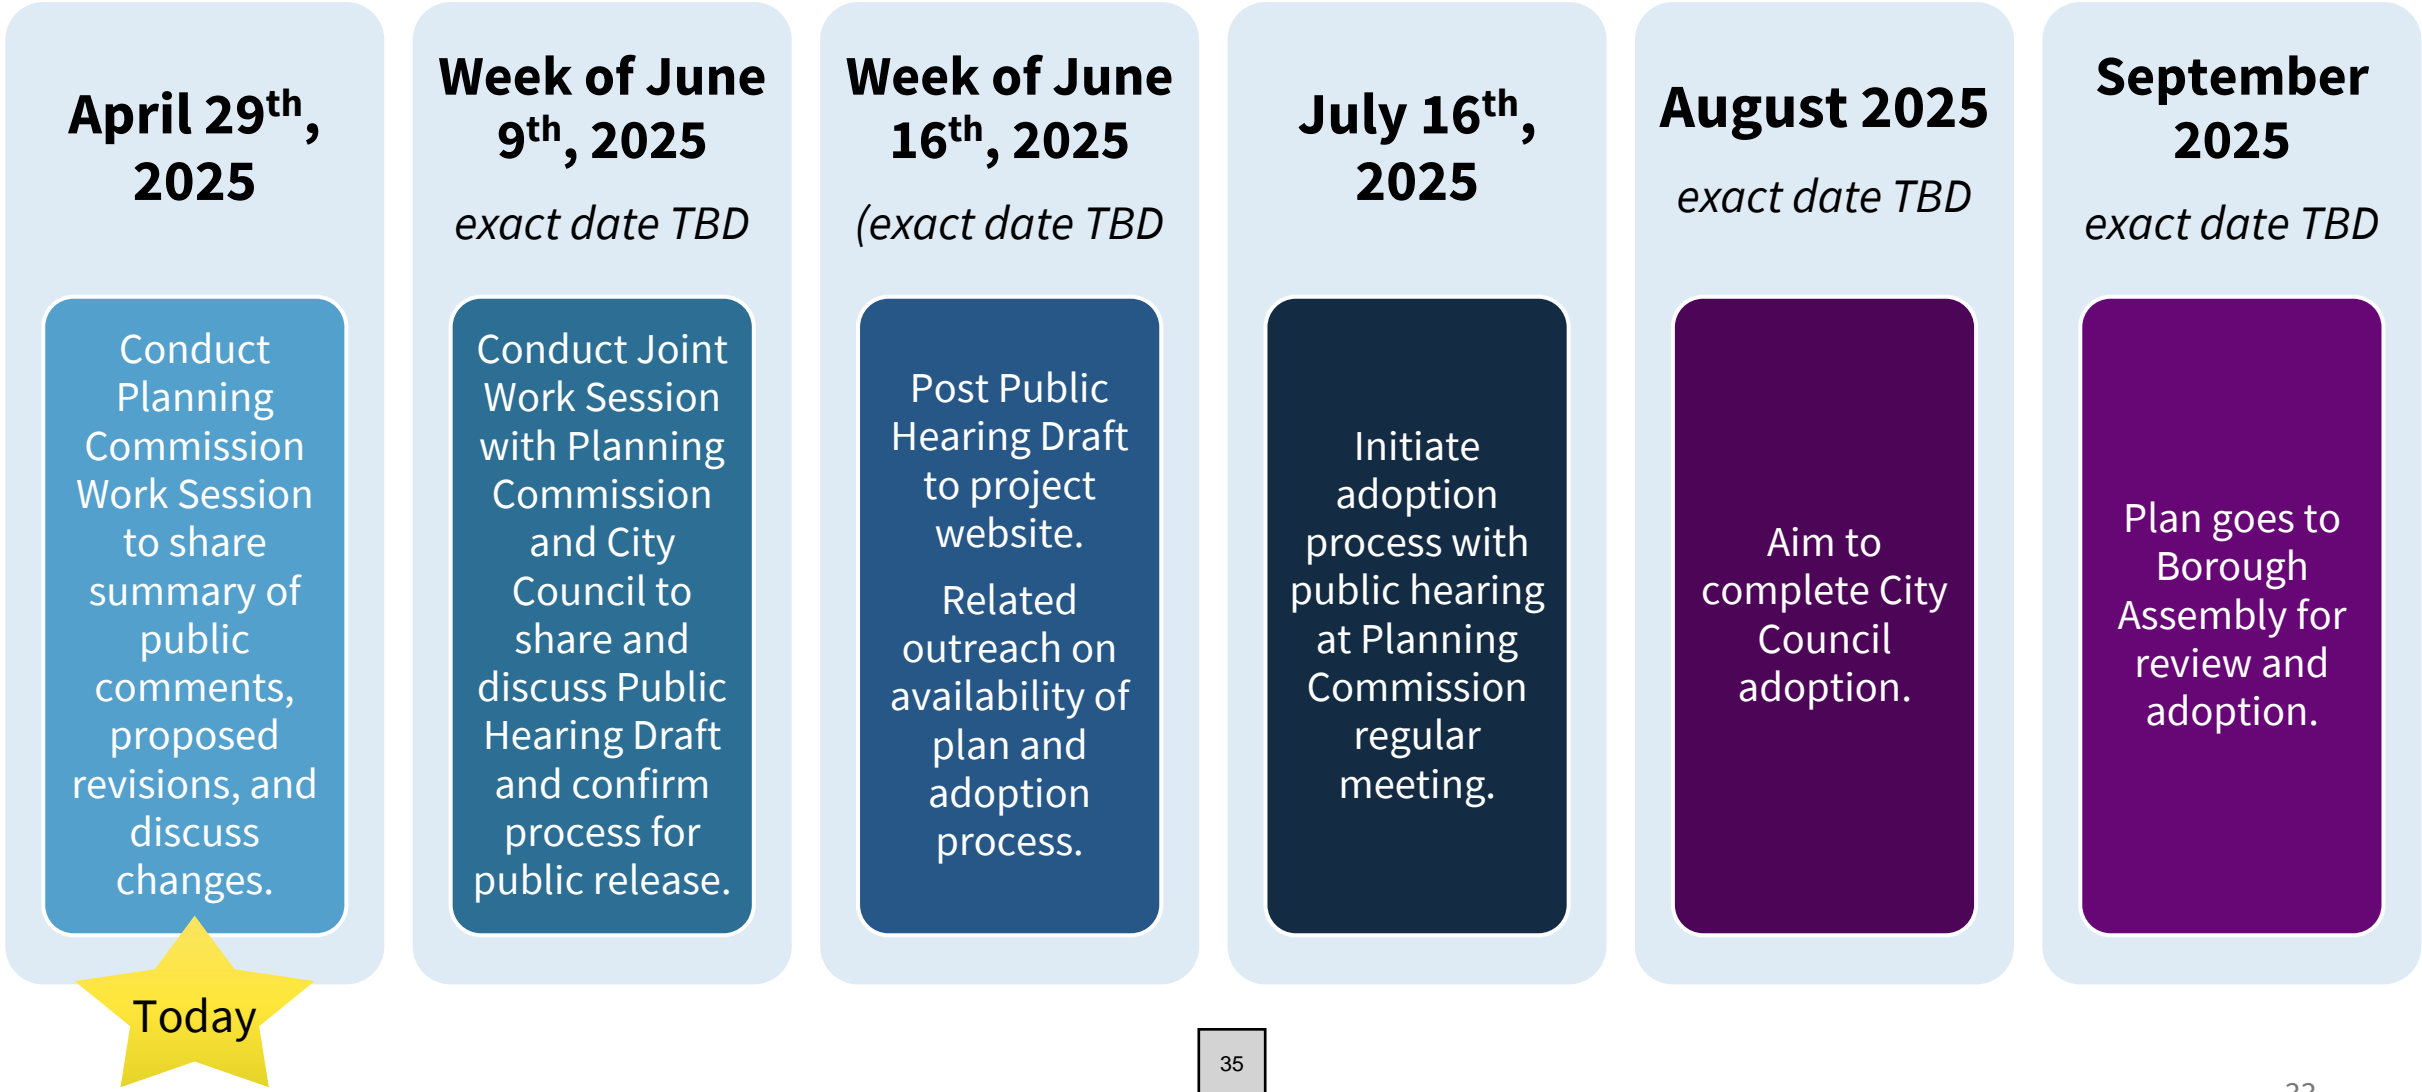 April 29th,
2025
Conduct
Planning
Commission
Work Session
to share
summary of
public
comments,
proposed
revisions, and
discuss
changes.
Today
Week of June
9th, 2025
exact date TBD
Conduct Joint
Work Session
with Planning
Commission
and City
Council to
share and
discuss Public
Hearing Draft
and confirm
process for
public release.
Week of June
16th, 2025
(exact date TBD
Post Public
Hearing Draft
to project
website.
Related
outreach on
availability of
plan and
adoption
process.
July 16th,
2025
Initiate
adoption
process with
public hearing
at Planning
Commission
regular
meeting.
August 2025
exact date TBD
Aim to
complete City
Council
adoption.
September
2025
exact date TBD
Plan goes to
Borough
Assembly for
review and
adoption.
35